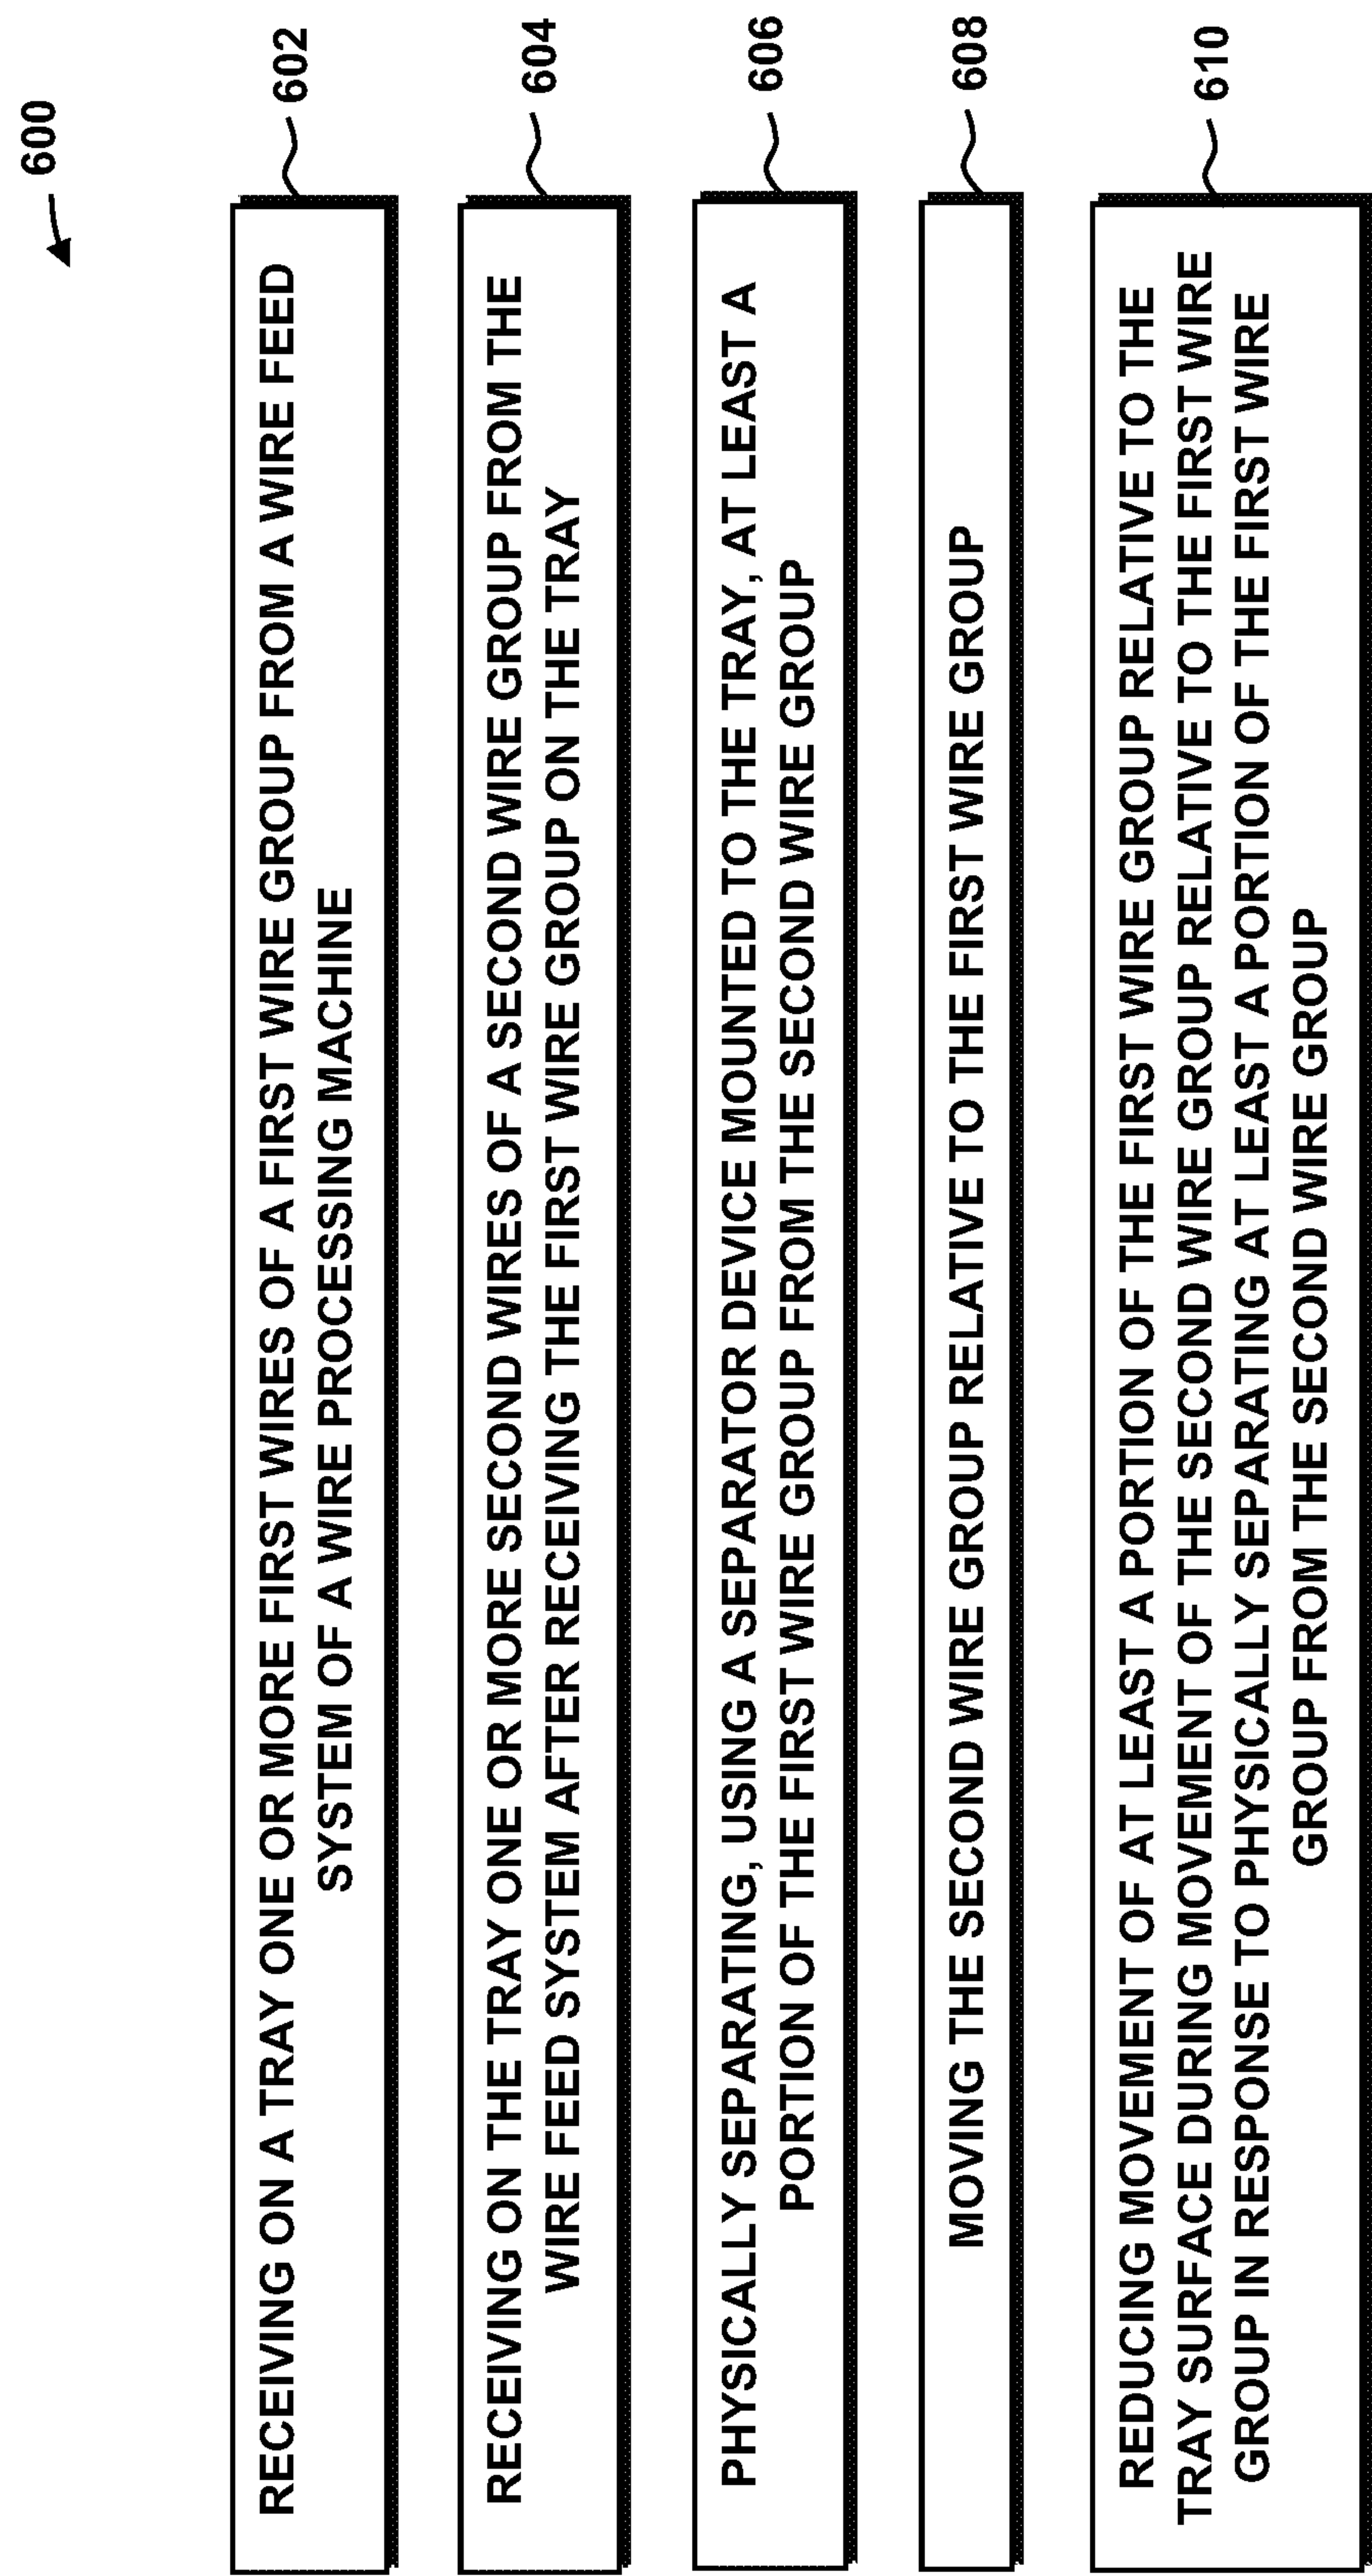 600
RECEIVING ON A TRAY ONE OR MORE FIRST WIRES OF A FIRST WIRE GROUP FROM A WIRE FEED
SYSTEM OF A WIRE PROCESSING MACHINE
602
RECEIVING ON THE TRAY ONE OR MORE SECOND WIRES OF A SECOND WIRE GROUP FROM THE
WIRE FEED SYSTEM AFTER RECEIVING THE FIRST WIRE GROUP ON THE TRAY
604
PHYSICALLY SEPARATING, USING A SEPARATOR DEVICE MOUNTED TO THE TRAY, AT LEAST A
PORTION OF THE FIRST WIRE GROUP FROM THE SECOND WIRE GROUP
606
MOVING THE SECOND WIRE GROUP RELATIVE TO THE FIRST WIRE GROUP
608
REDUCING MOVEMENT OF AT LEAST A PORTION OF THE FIRST WIRE GROUP RELATIVE TO THE
TRAY SURFACE DURING MOVEMENT OF THE SECOND WIRE GROUP RELATIVE TO THE FIRST WIRE
GROUP IN RESPONSE TO PHYSICALLY SEPARATING AT LEAST A PORTION OF THE FIRST WIRE
GROUP FROM THE SECOND WIRE GROUP
610